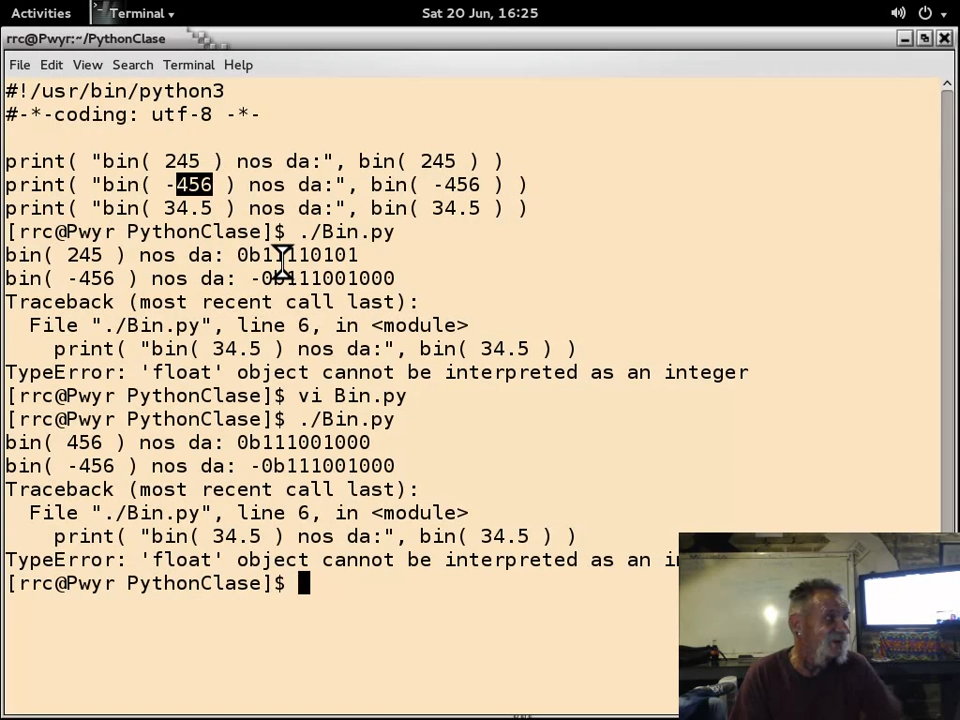 Activities Terminal Sat 20 Jun, 16:25
rrc@Pwyr:~/PythonClase
File Edit View Search Terminal Help
#!/usr/bin/python3
#-*-coding: utf-8 -*-
print( "bin( 245 ) nos da:", bin( 245 ) )
print( "bin( -456 ) nos da:", bin( -456 ) )
print( "bin( 34.5 ) nos da:", bin( 34.5 ) )
[rrc@Pwyr PythonClase]$ ./Bin.py
bin( 245 ) nos da: 0b11110101
bin( -456 ) nos da: -0b111001000
Traceback (most recent call last):
File "./Bin.py", line 6, in <module>
print( "bin( 34.5 ) nos da:", bin( 34.5 ) )
TypeError: 'float' object cannot be interpreted as an integer
[rrc@Pwyr PythonClase]$ vi Bin.py
[rrc@Pwyr PythonClase]$ ./Bin.py
bin( 456 ) nos da: 0b111001000
bin( -456 ) nos da: -0b111001000
Traceback (most recent call last):
File "./Bin.py", line 6, in <module>
print( "bin( 34.5 ) nos da:", bin( 34.5 ) )
TypeError: 'float' object cannot be interpreted as an
[rrc@Pwyr PythonClase]$